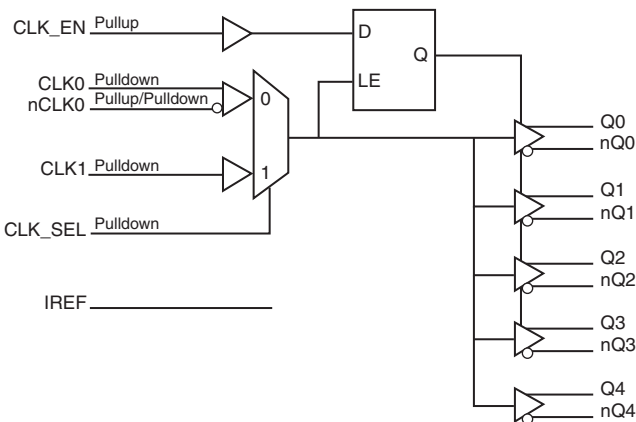 CLK_EN Pullup
D
Q
LE
CLK0 Pulldown
nCLK0 Pullup/Pulldown
0
CLK1 Pulldown
1
CLK_SEL Pulldown
IREF
Q0
nQ0
Q1
nQ1
Q2
nQ2
Q3
nQ3
Q4
nQ4